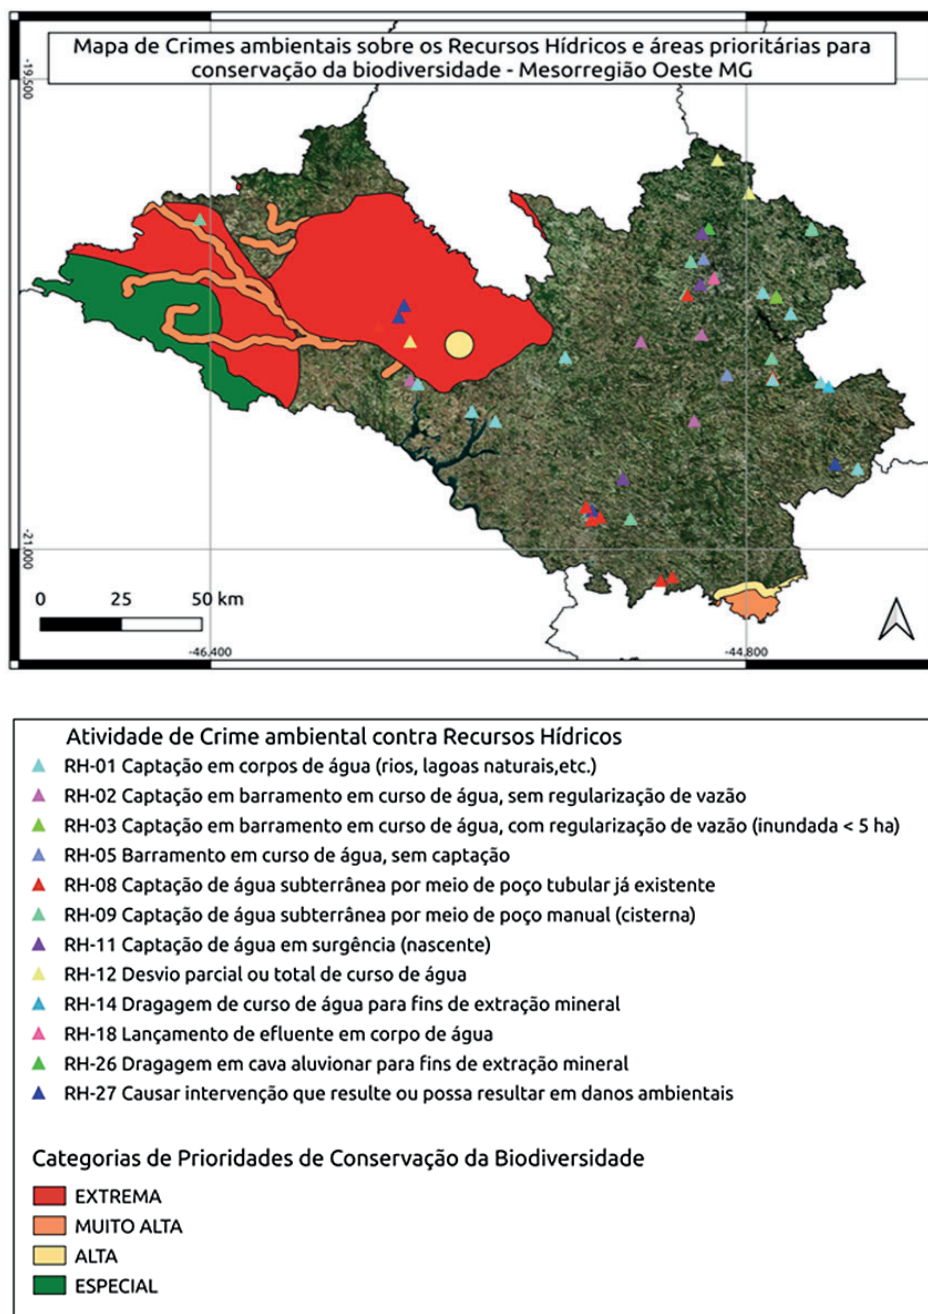 Mapa de Crimes ambientais sobre os Recursos Hídricos e áreas prioritárias para
conservação da biodiversidade - Mesorregião Oeste MG
-19.500
-21.000
0 25 50 km
-46.400
-44.800
Atividade de Crime ambiental contra Recursos Hídricos
RH-01 Captação em corpos de água (rios, lagoas naturais,etc.)
RH-02 Captação em barramento em curso de água, sem regularização de vazão
RH-03 Captação em barramento em curso de água, com regularização de vazão (inundada < 5 ha)
RH-05 Barramento em curso de água, sem captação
RH-08 Captação de água subterrânea por meio de poço tubular já existente
RH-09 Captação de água subterrânea por meio de poço manual (cisterna)
RH-11 Captação de água em surgência (nascente)
RH-12 Desvio parcial ou total de curso de água
RH-14 Dragagem de curso de água para fins de extração mineral
RH-18 Lançamento de efluente em corpo de água
RH-26 Dragagem em cava aluvionar para fins de extração mineral
RH-27 Causar intervenção que resulte ou possa resultar em danos ambientais
Categorias de Prioridades de Conservação da Biodiversidade
EXTREMA
MUITO ALTA
ALTA
ESPECIAL